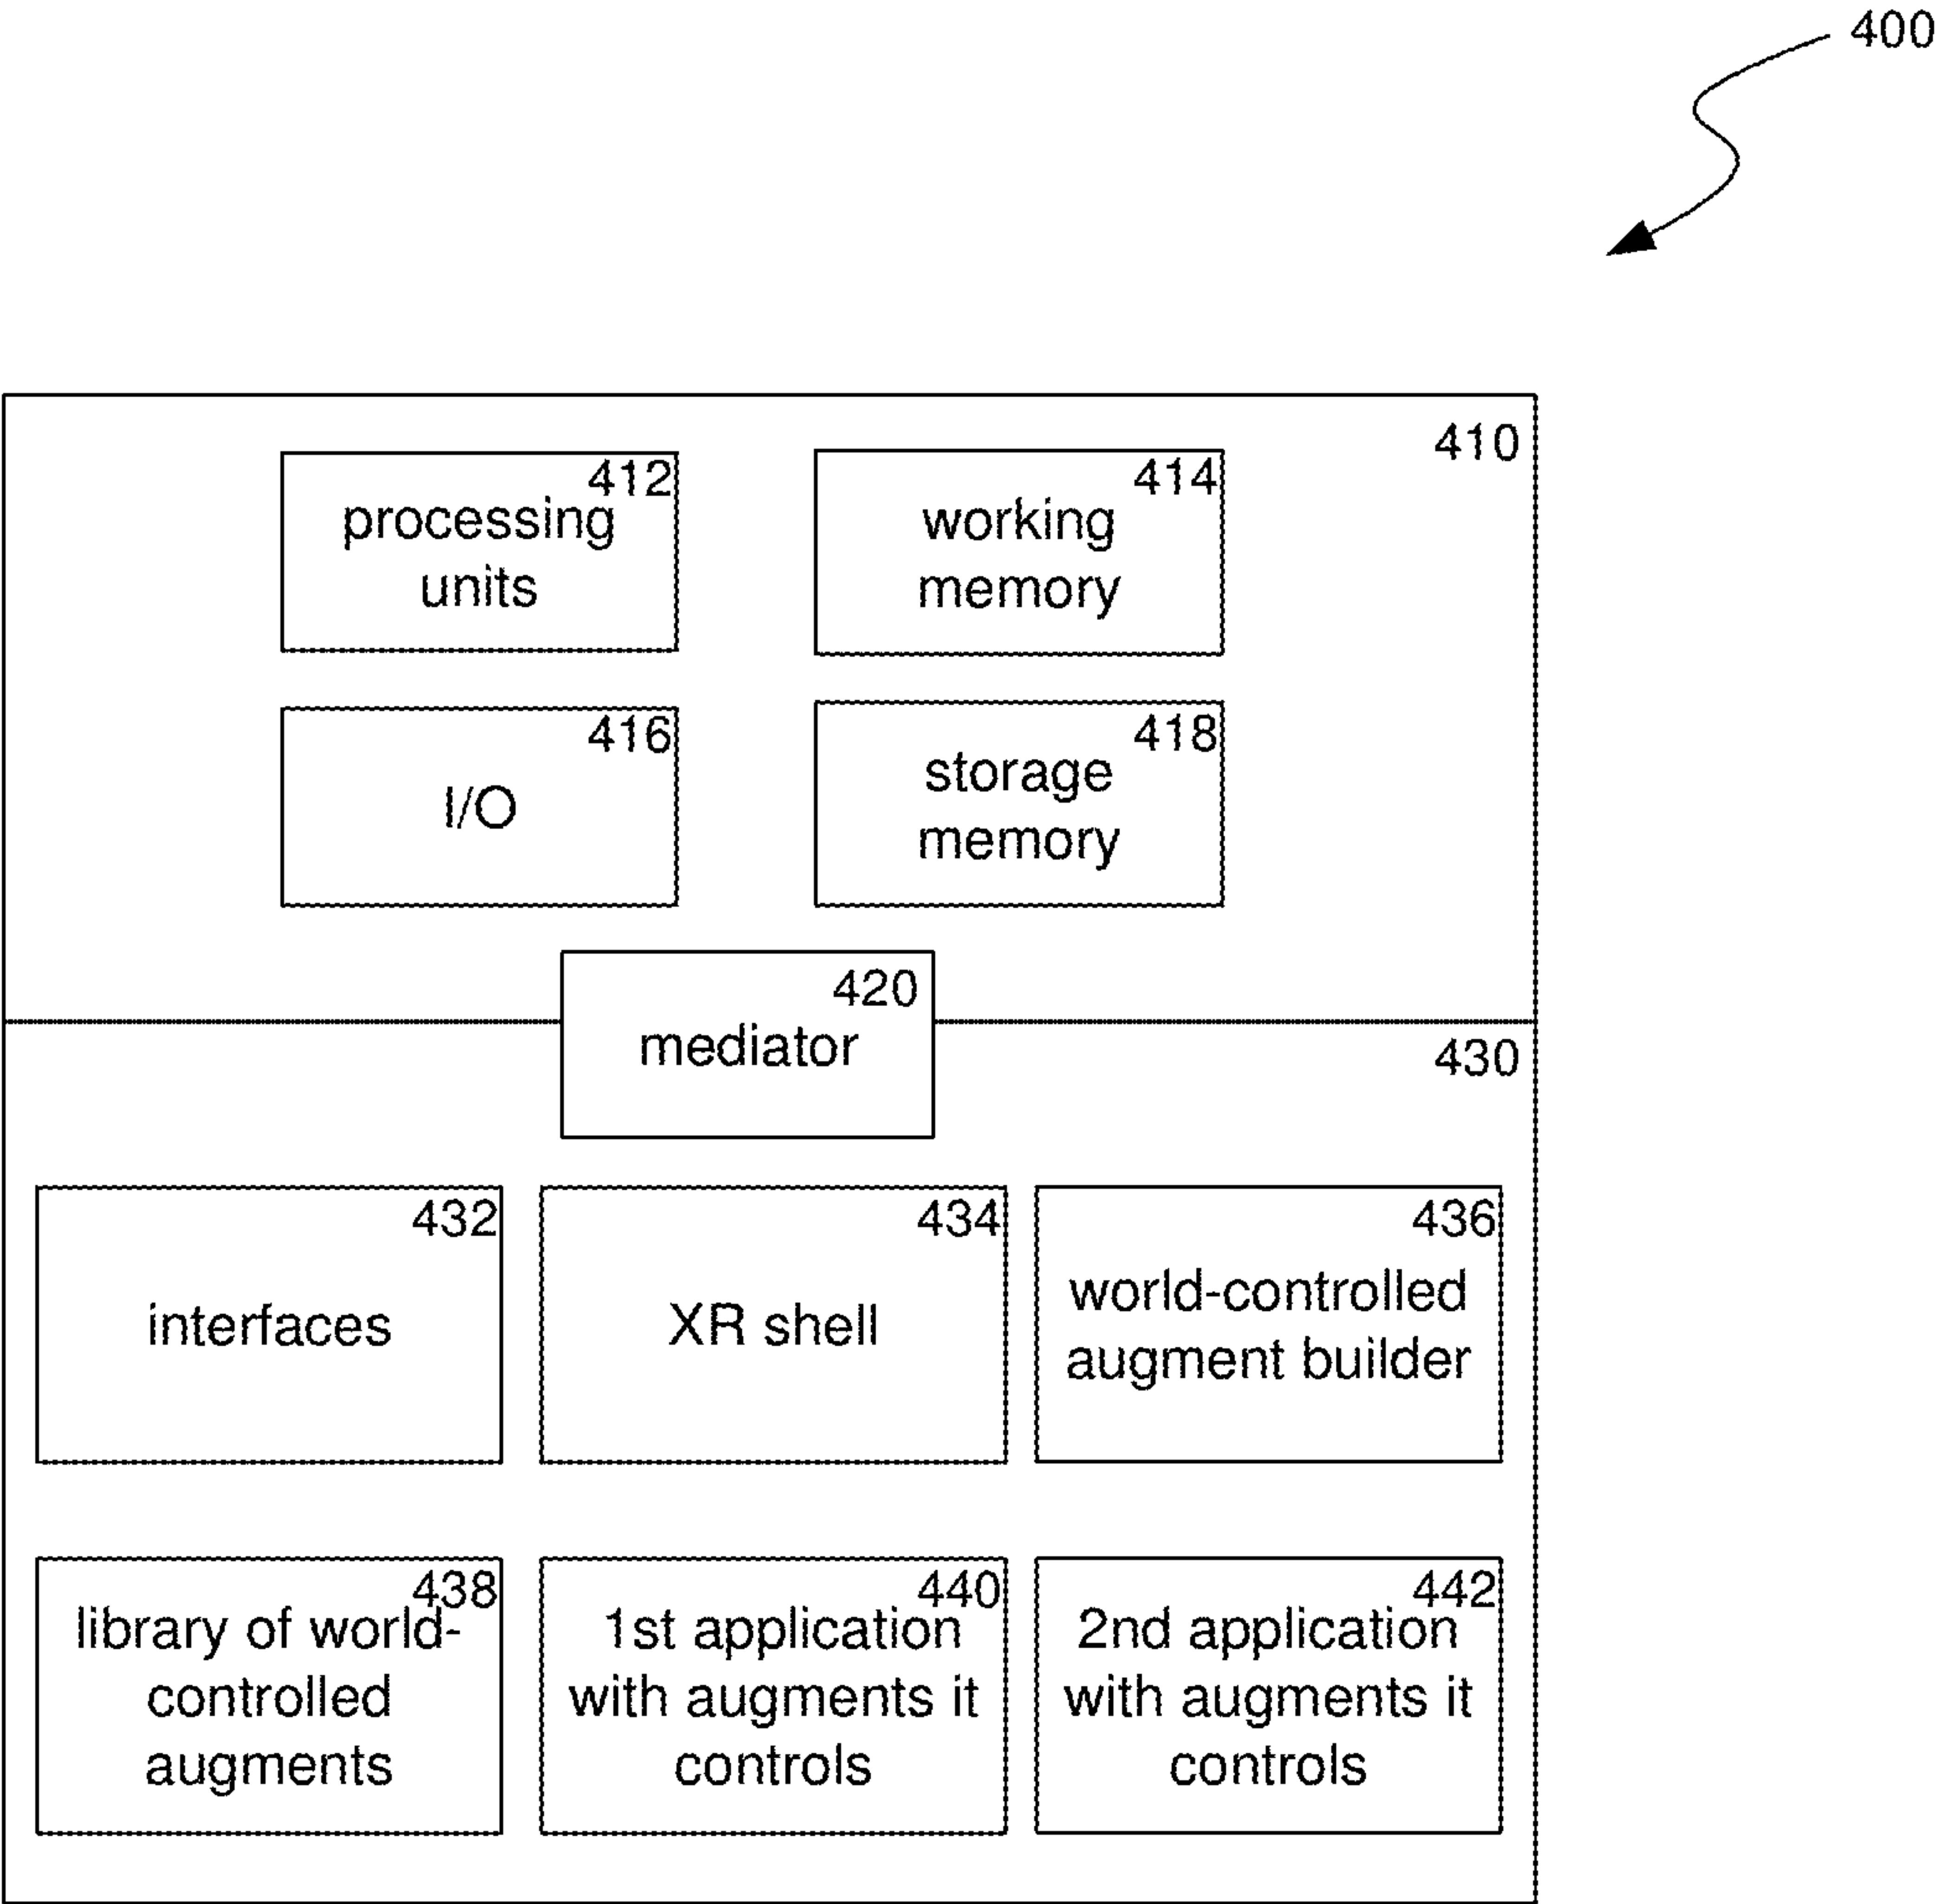 400
410
412
processing
units
414
working
memory
416
I/O
418
storage
memory
420
mediator
430
432
interfaces
434
XR shell
436
world-controlled
augment builder
438
library of world-
controlled
augments
440
1st application
with augments it
controls
442
2nd application
with augments it
controls